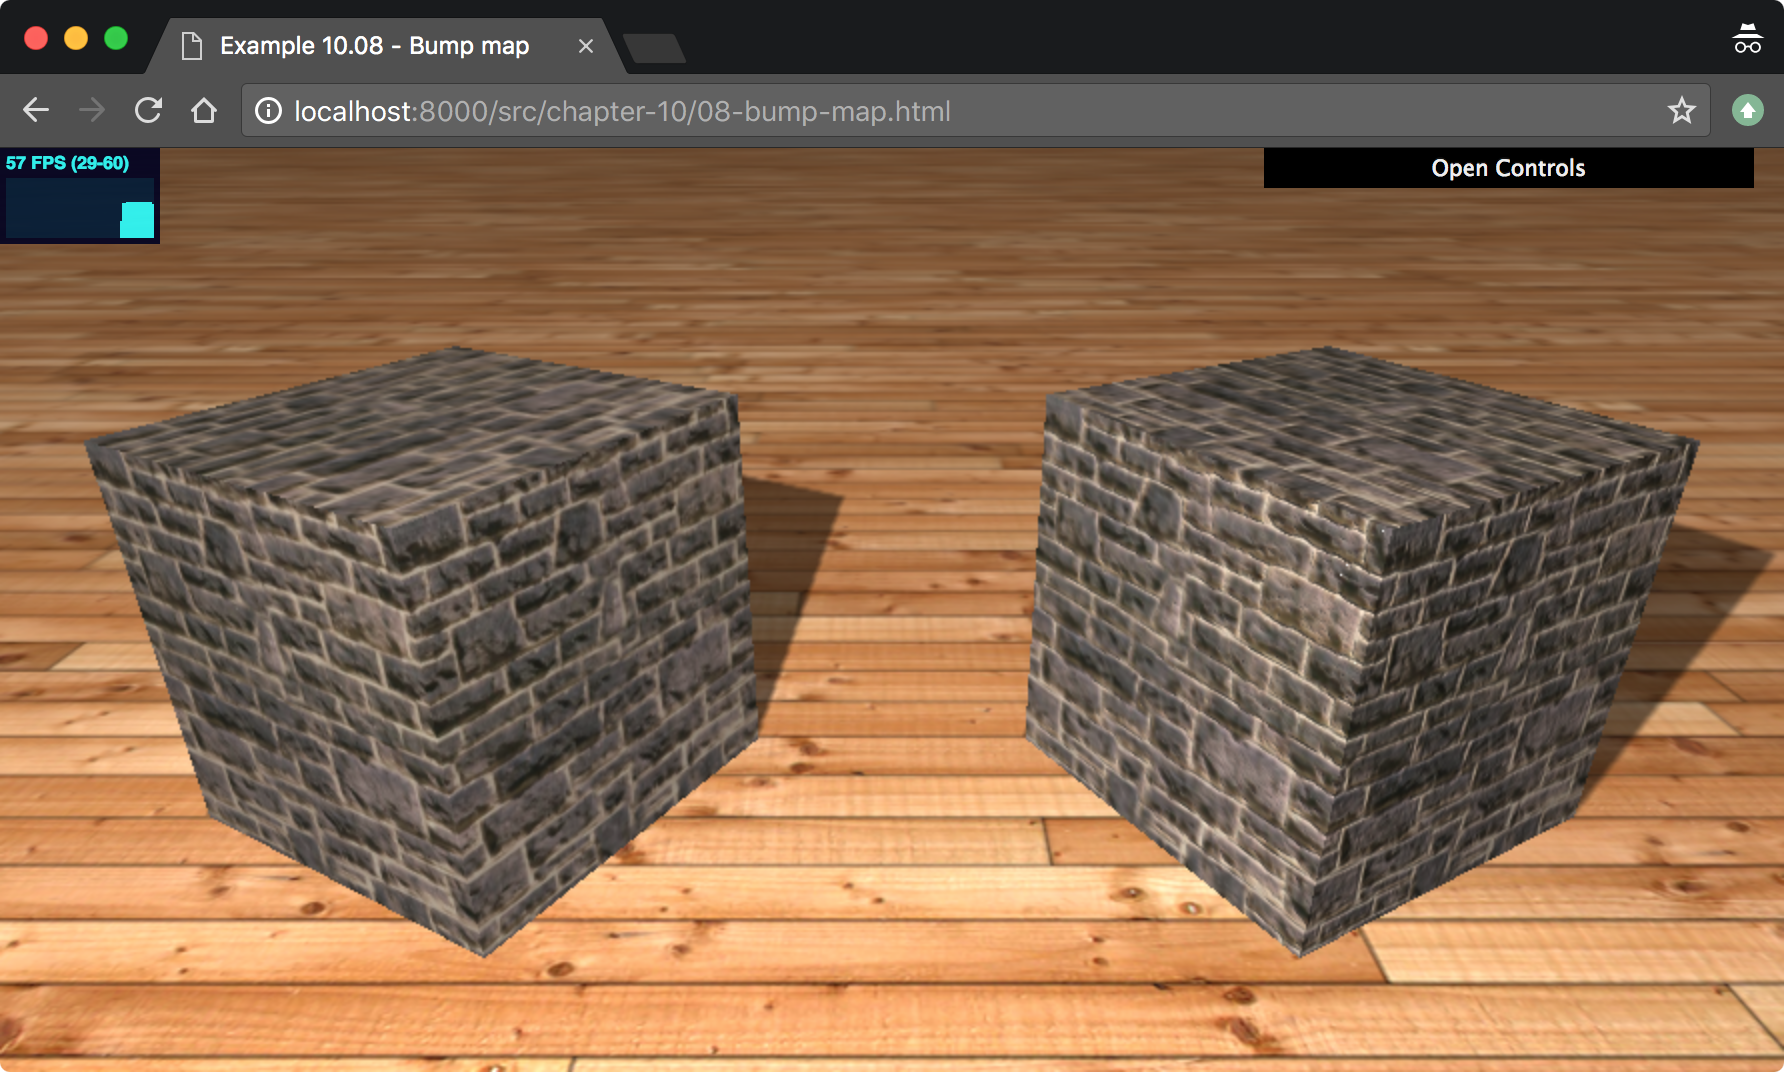 Example 10.08 - Bump map
localhost:8000/src/chapter-10/08-bump-map.html
57 FPS (29-60)
Open Controls